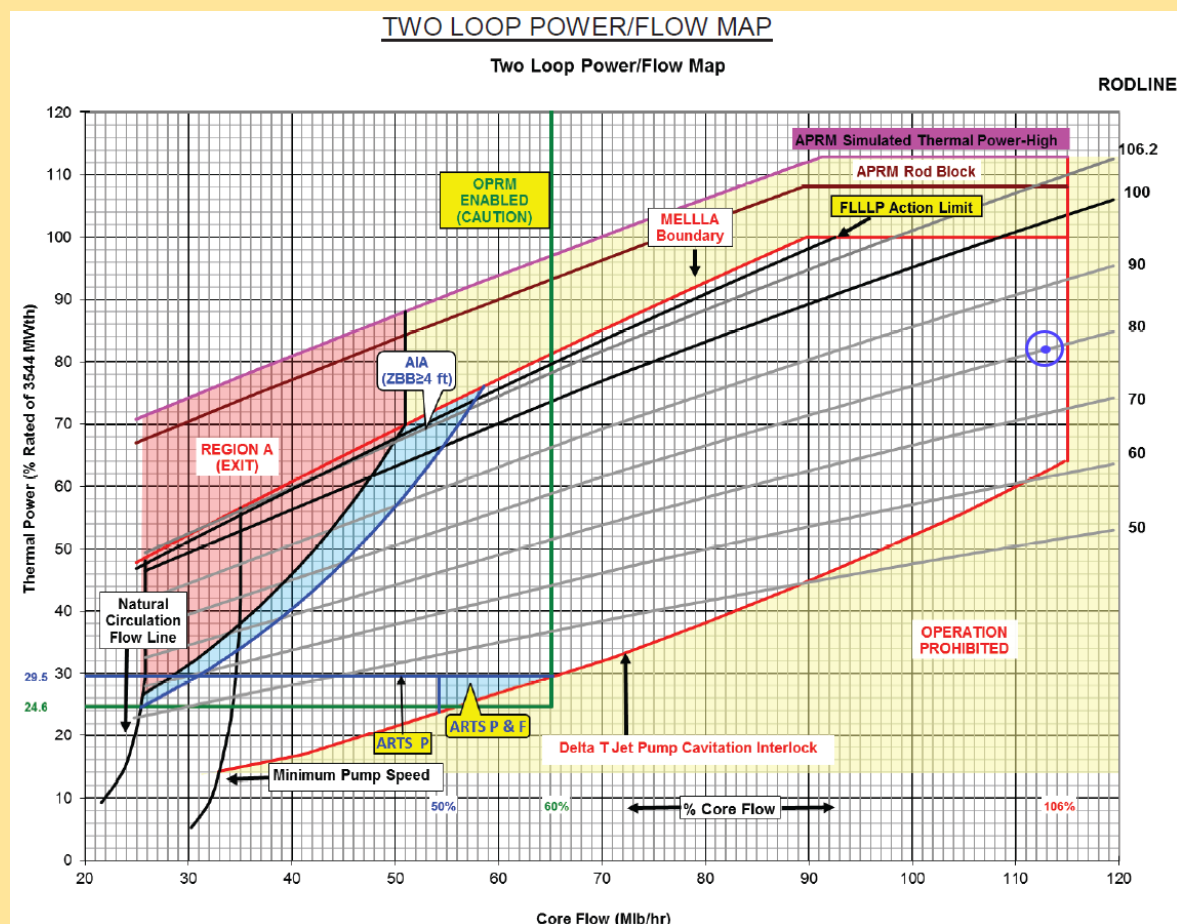 TWO LOOP POWER/FLOW MAP
Two Loop Power/Flow Map
RODLINE
120
110
100
90
80
70
60
50
40
30
29.5
24.6
20
10
0
Thermal Power (% Rated of 3544 MWth)
APRM Simulated Thermal Power-High
APRM Rod Block
FLLLP Action Limit
OPRM
ENABLED
(CAUTION)
MELLLA
Boundary
AIA
(ZBB≥4 ft)
REGION A
(EXIT)
Natural
Circulation
Flow Line
OPERATION
PROHIBITED
ARTS P
ARTS P & F
Delta T Jet Pump Cavitation Interlock
Minimum Pump Speed
50%
60%
% Core Flow
106%
106.2
100
90
80
70
60
50
20
30
40
50
60
70
80
90
100
110
120
Core Flow (Mlb/hr)